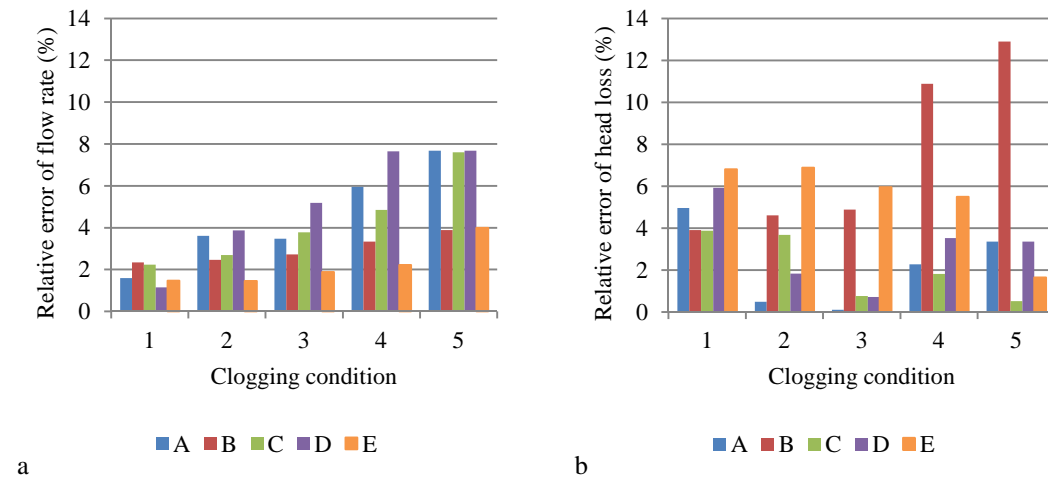 Relative error of flow rate (%)
14
12
10
8
6
4
2
0
1 2 3 4 5
Clogging condition
A B C D E
a
Relative error of head loss (%)
14
12
10
8
6
4
2
0
1 2 3 4 5
Clogging condition
A B C D E
b